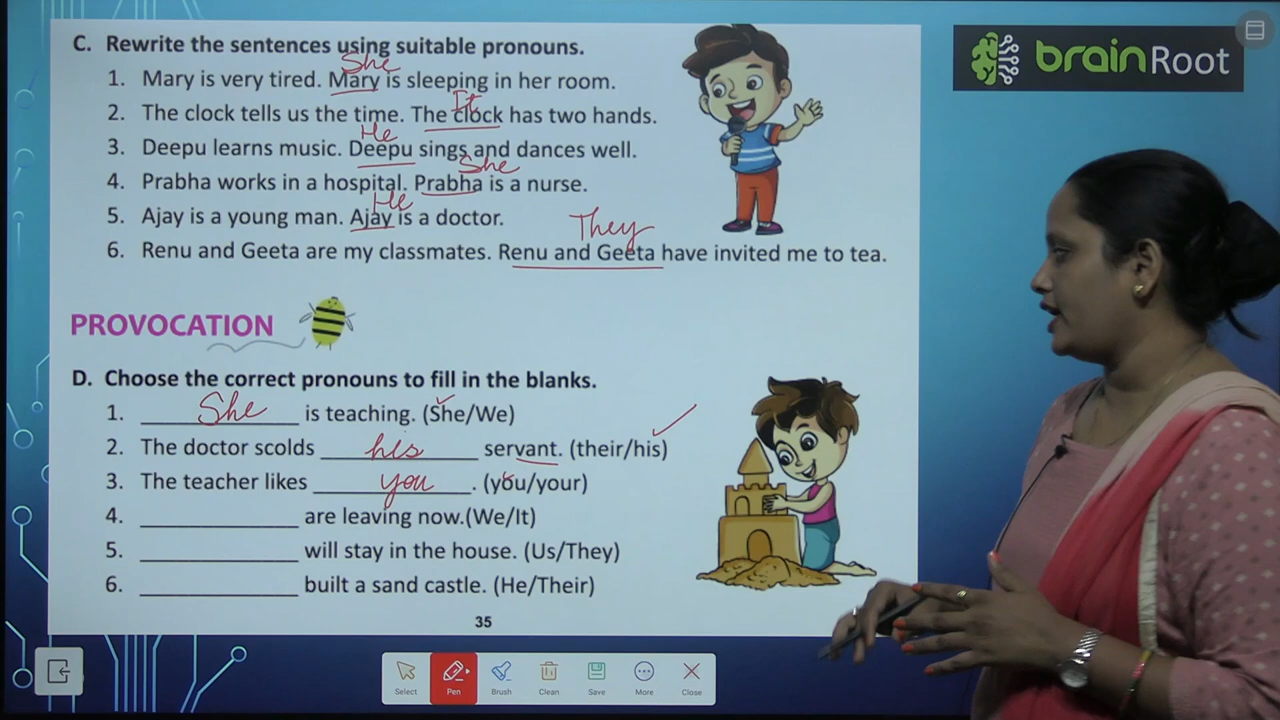 brainRoot
C. Rewrite the sentences using suitable pronouns.
She
1. Mary is very tired. Mary is sleeping in her room.
It
2. The clock tells us the time. The clock has two hands.
He
3. Deepu learns music. Deepu sings and dances well.
She
4. Prabha works in a hospital. Prabha is a nurse.
He
5. Ajay is a young man. Ajay is a doctor.
They
6. Renu and Geeta are my classmates. Renu and Geeta have invited me to tea.
PROVOCATION
D. Choose the correct pronouns to fill in the blanks.
1. She is teaching. (She/We)
2. The doctor scolds his servant. (their/his)
3. The teacher likes you. (you/your)
4. ____________ are leaving now.(We/It)
5. ____________ will stay in the house. (Us/They)
6. ____________ built a sand castle. (He/Their)
35
Select Pen Brush Clean Save More Close